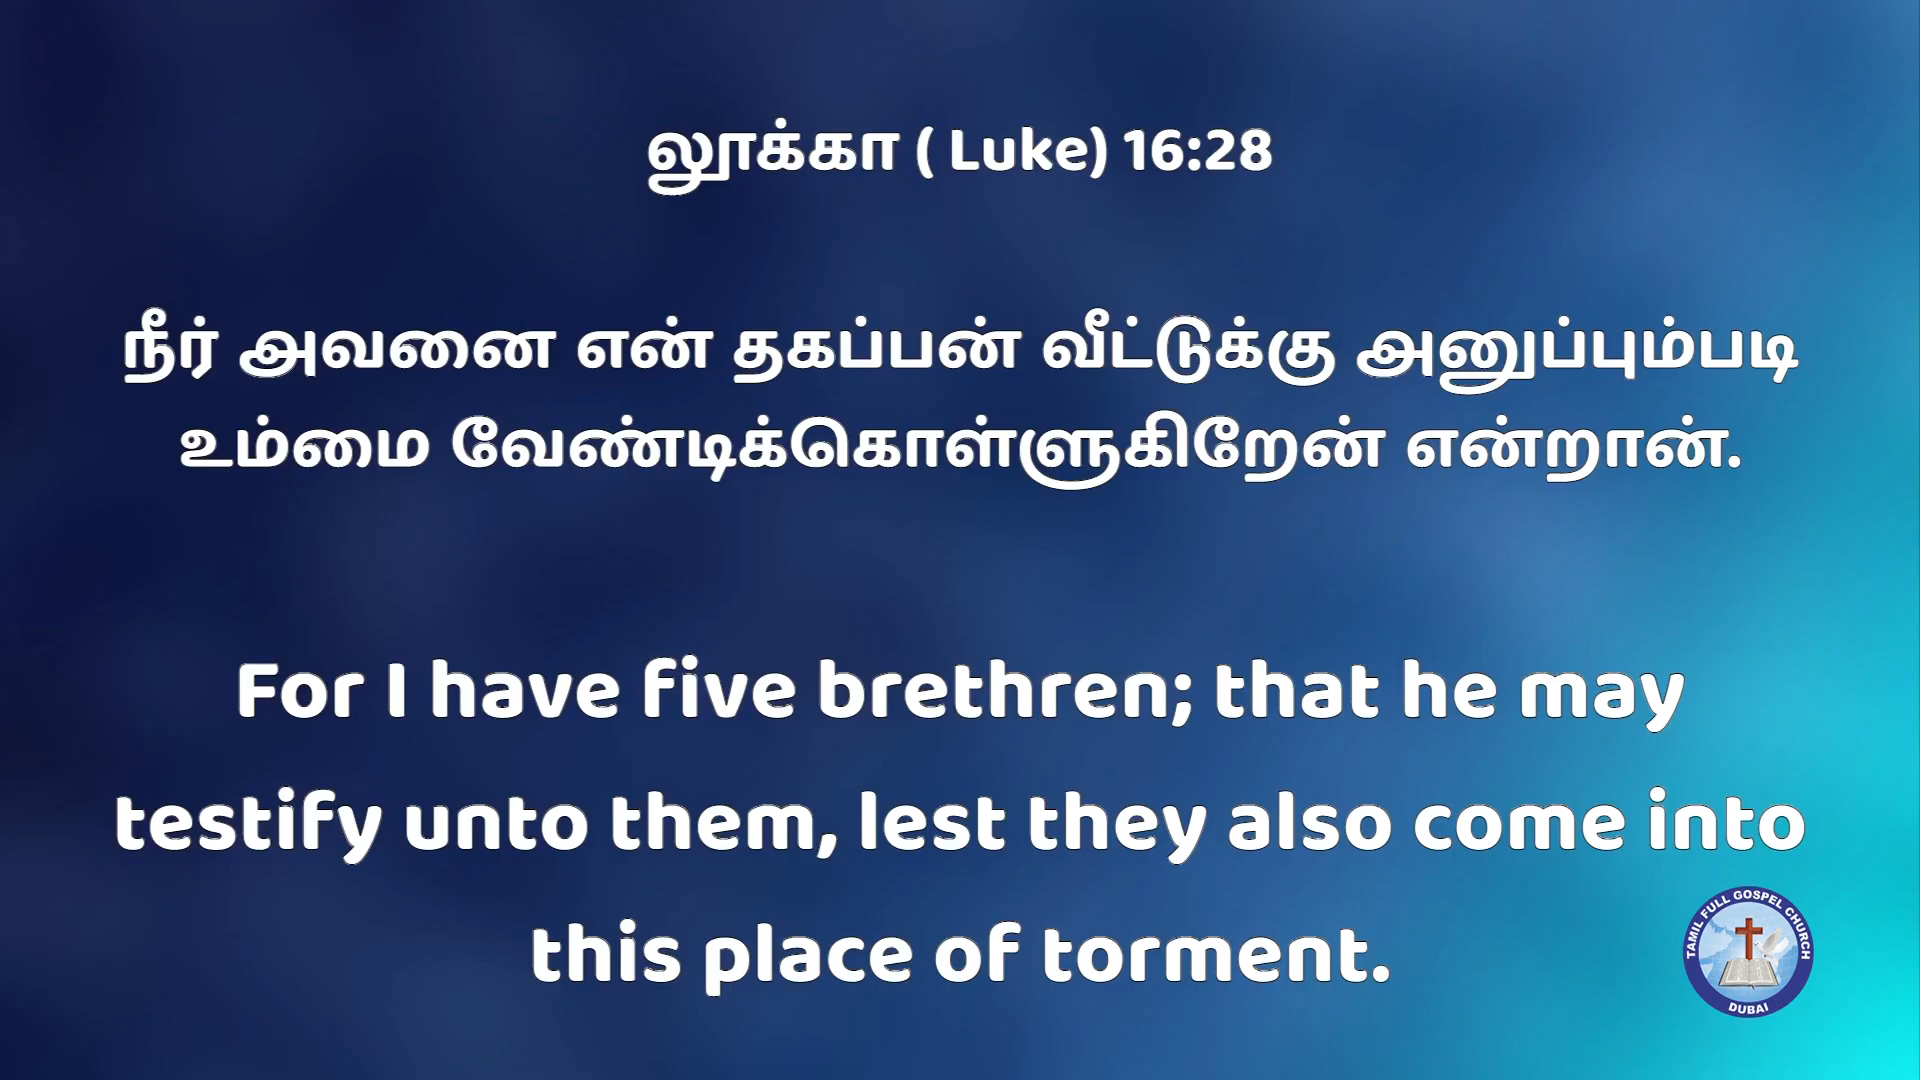 லூக்கா ( Luke) 16:28
நீர் அவனை என் தகப்பன் வீட்டுக்கு அனுப்பும்படி
உம்மை வேண்டிக்கொள்ளுகிறேன் என்றான்.
For I have five brethren; that he may
testify unto them, lest they also come into
this place of torment.
TAMIL FULL GOSPEL CHURCH
DUBAI